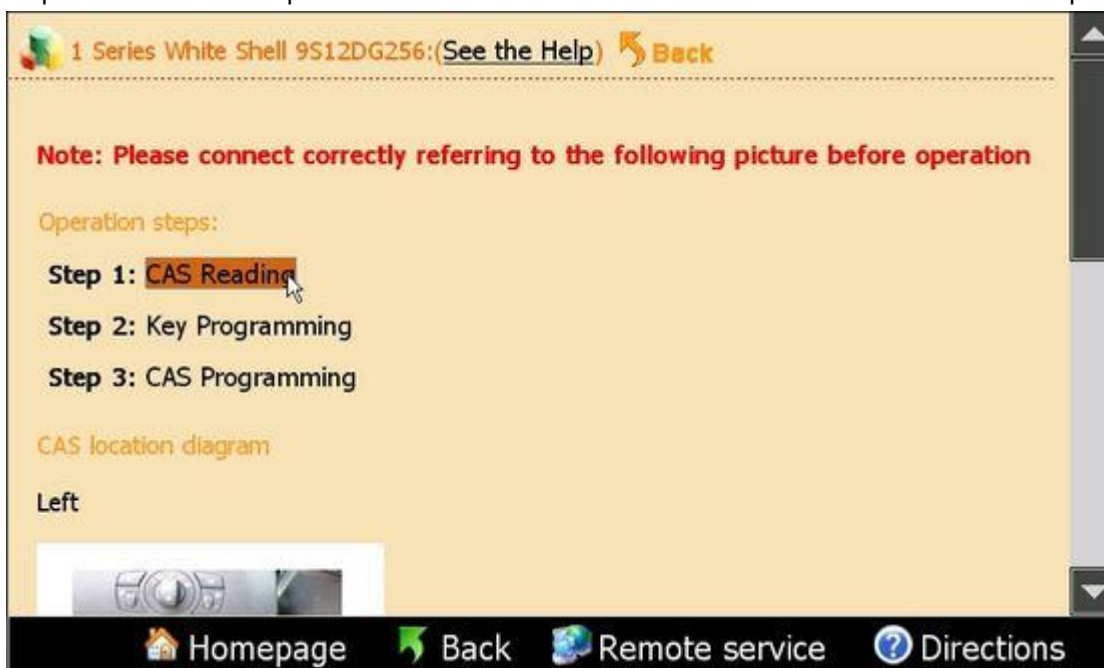 1 Series White Shell 9S12DG256:(See the Help) Back
Note: Please connect correctly referring to the following picture before operation
Operation steps:
Step 1: CAS Reading
Step 2: Key Programming
Step 3: CAS Programming
CAS location diagram
Left
Homepage Back Remote service Directions